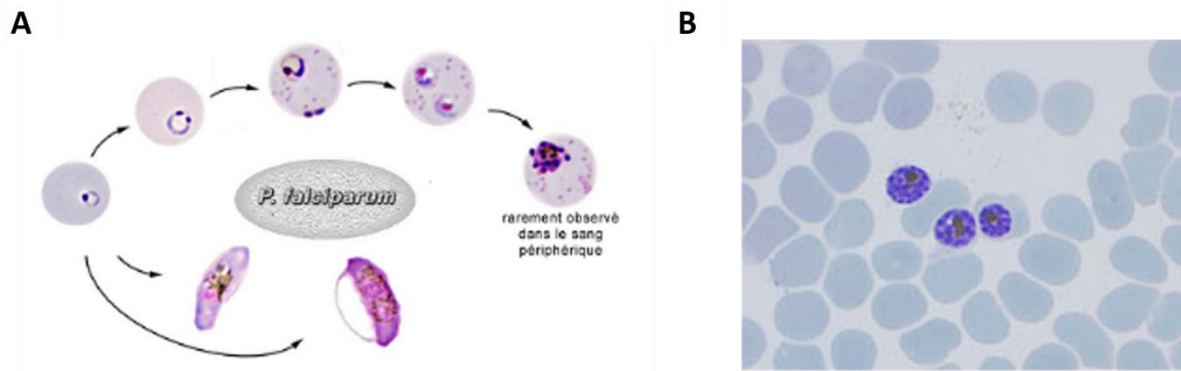 A
B
P. falciparum
rarement observé
dans le sang
périphérique